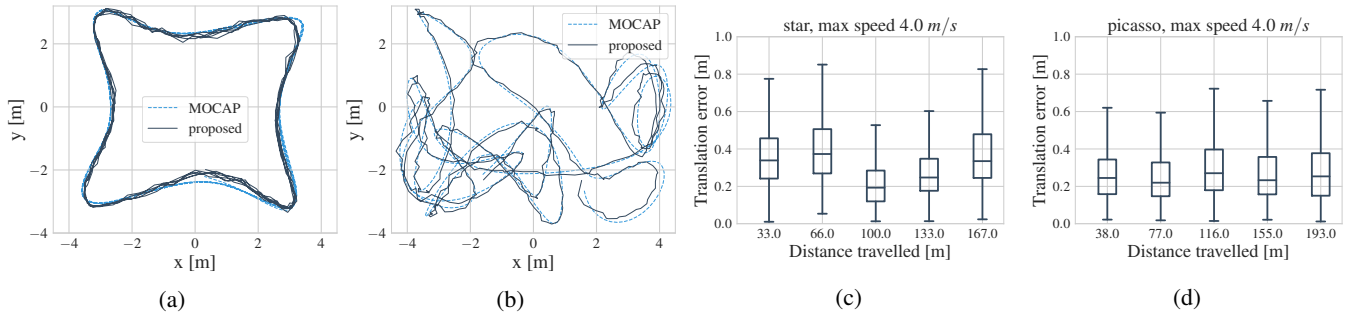 2
0
−2
−4
y [m]
−4
−2
0
2
4
x [m]
MOCAP
proposed
(a)
2
0
−2
−4
y [m]
−4
−2
0
2
4
x [m]
MOCAP
proposed
(b)
star, max speed 4.0 m/s
1.0
0.8
0.6
0.4
0.2
0.0
Translation error [m]
33.0
66.0
100.0
133.0
167.0
Distance travelled [m]
(c)
picasso, max speed 4.0 m/s
1.0
0.8
0.6
0.4
0.2
0.0
Translation error [m]
38.0
77.0
116.0
155.0
193.0
Distance travelled [m]
(d)